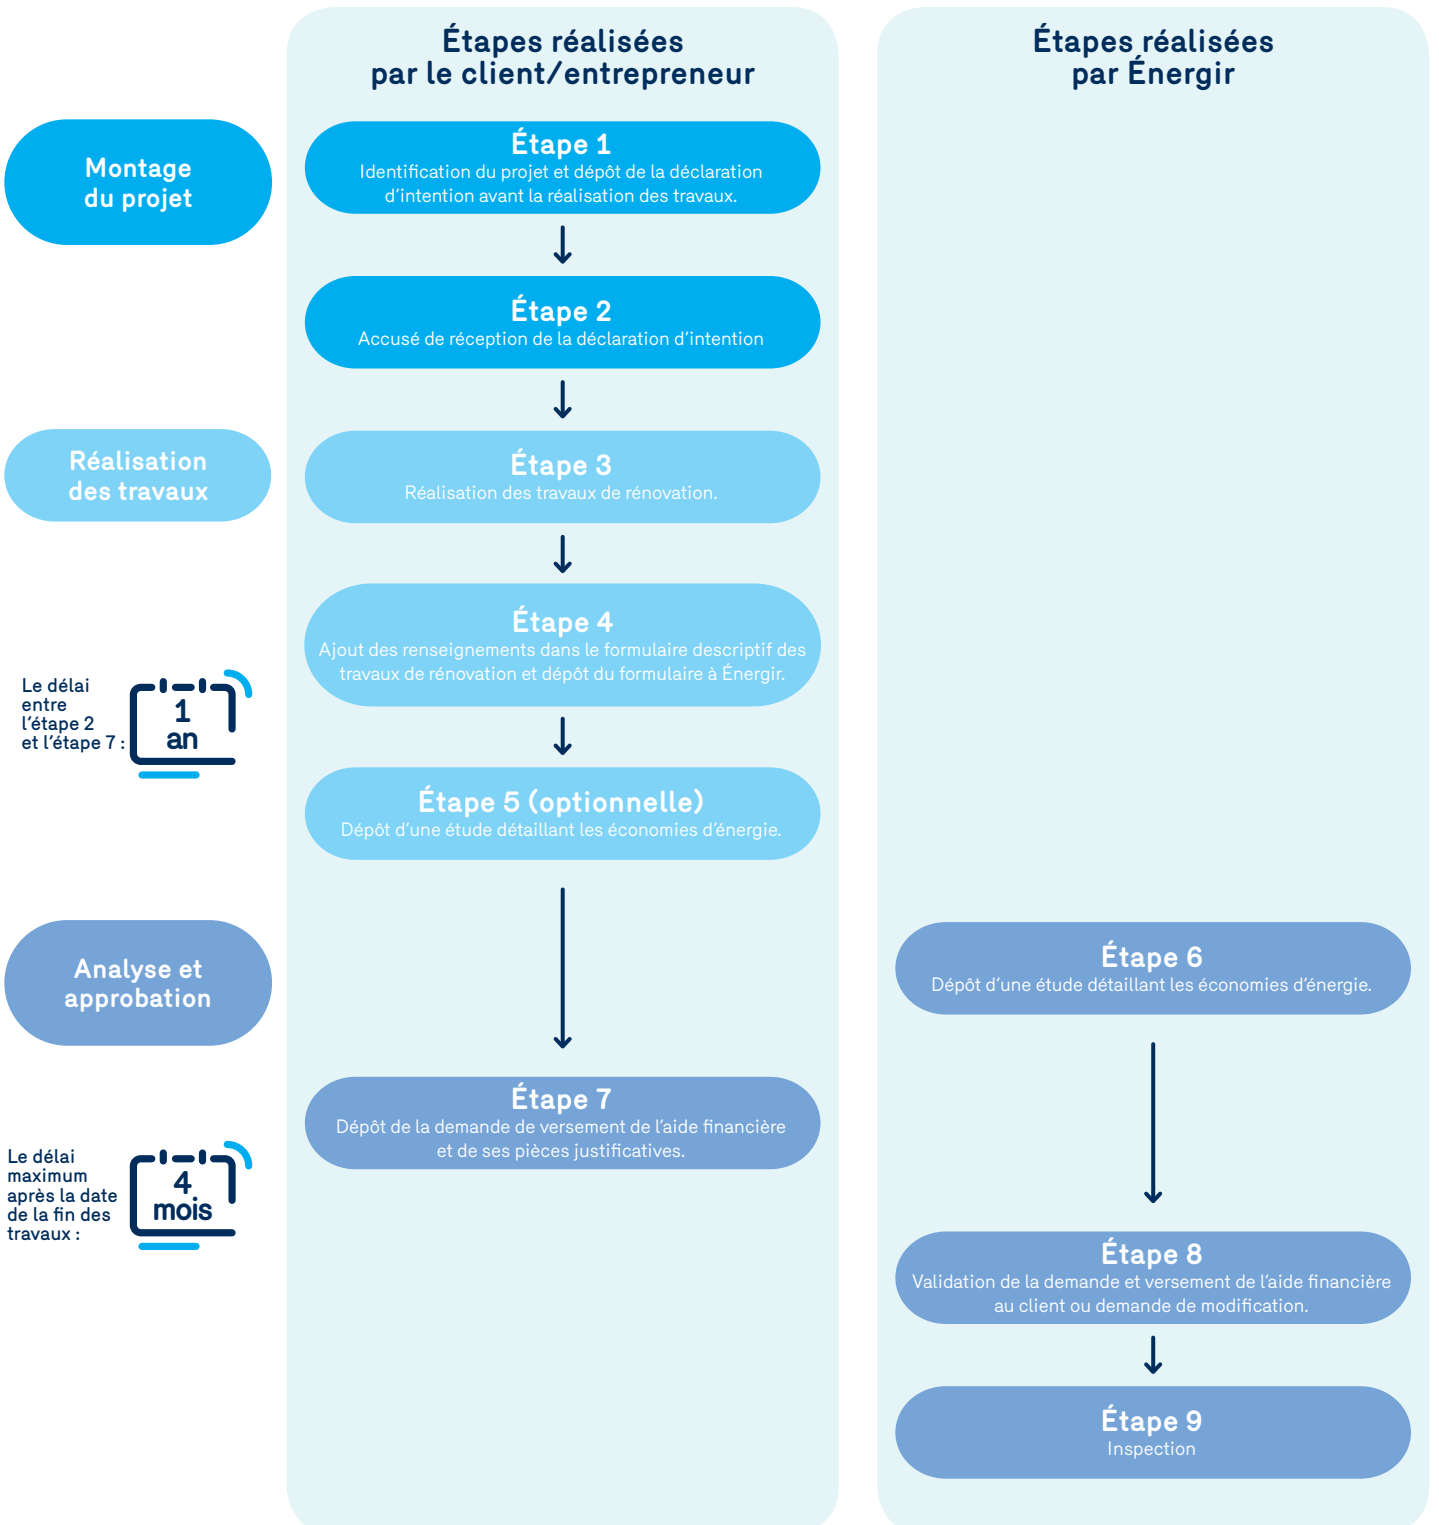 Étapes réalisées
par le client/entrepreneur
Étapes réalisées
par Énergir
Montage
du projet
Étape 1
Identification du projet et dépôt de la déclaration
d’intention avant la réalisation des travaux.
Étape 2
Accusé de réception de la déclaration d’intention
Réalisation
des travaux
Étape 3
Réalisation des travaux de rénovation.
Étape 4
Ajout des renseignements dans le formulaire descriptif des
travaux de rénovation et dépôt du formulaire à Énergir.
Le délai
entre
l’étape 2
et l’étape 7 :
1
an
Étape 5 (optionnelle)
Dépôt d’une étude détaillant les économies d’énergie.
Analyse et
approbation
Étape 6
Dépôt d’une étude détaillant les économies d’énergie.
Étape 7
Dépôt de la demande de versement de l’aide financière
et de ses pièces justificatives.
Le délai
maximum
après la date
de la fin des
travaux :
4
mois
Étape 8
Validation de la demande et versement de l’aide financière
au client ou demande de modification.
Étape 9
Inspection